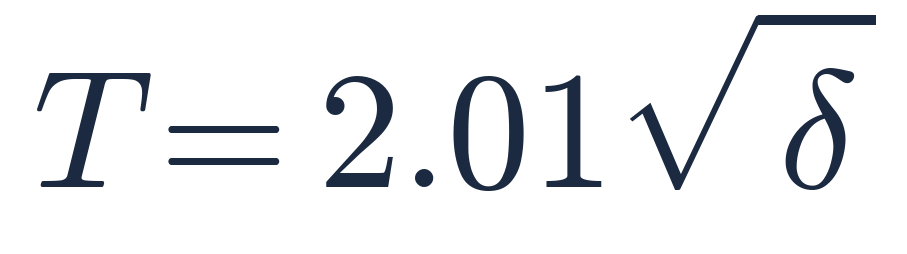 T = 2.01√δ